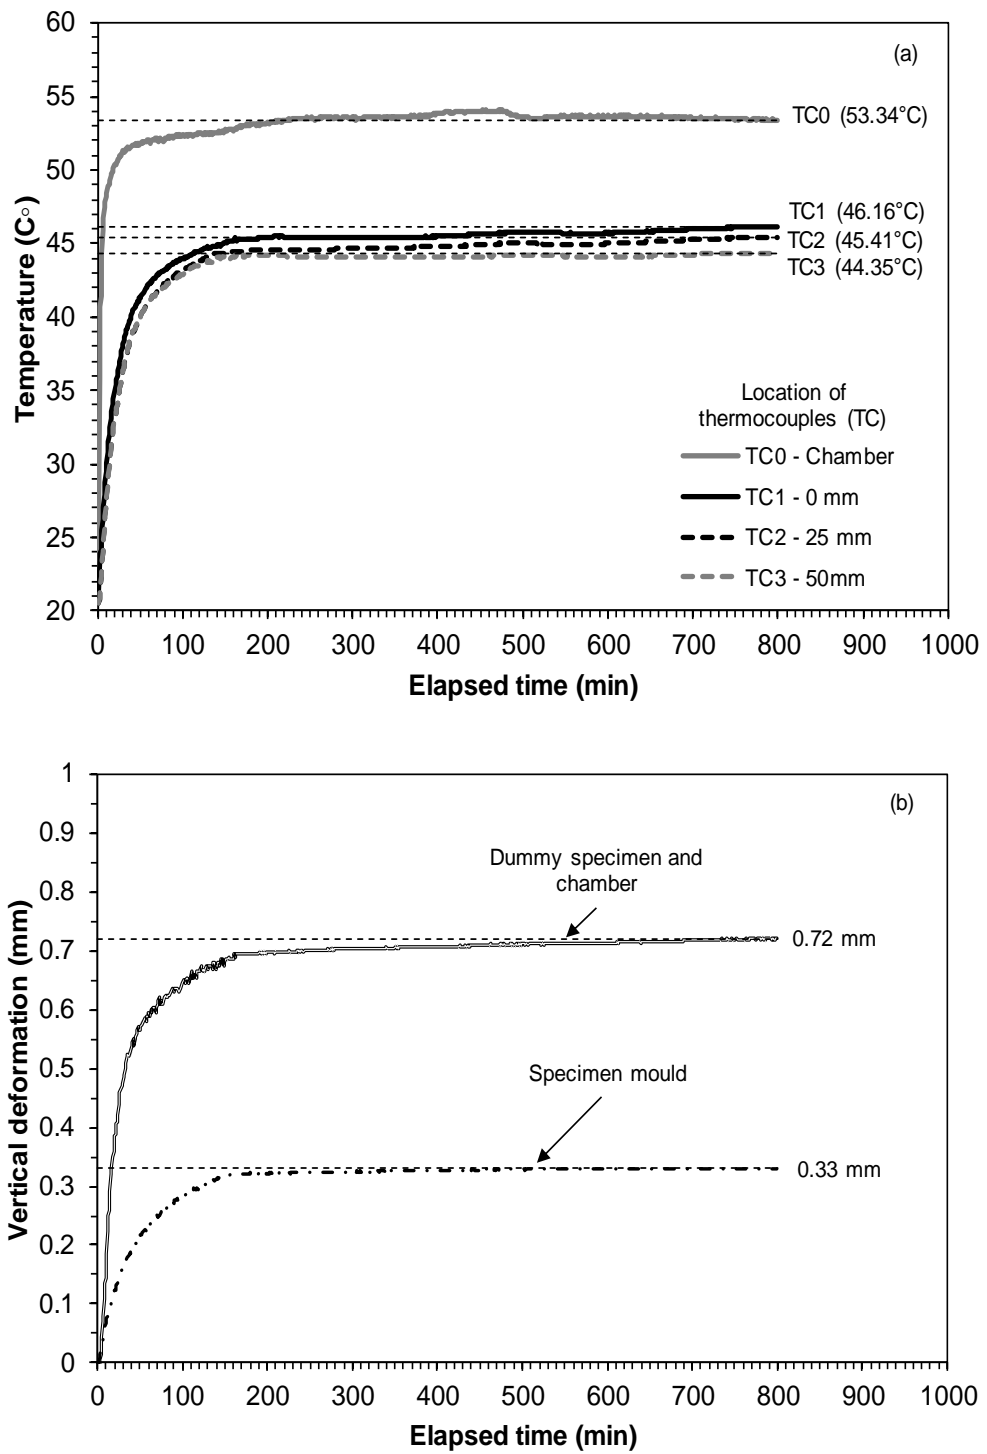 60
(a)
55
TC0 (53.34°C)
50
TC1 (46.16°C)
45
TC2 (45.41°C)
TC3 (44.35°C)
40
Temperature (C°)
35
Location of
thermocouples (TC)
TC0 - Chamber
30
TC1 - 0 mm
25
TC2 - 25 mm
TC3 - 50mm
20
0 100 200 300 400 500 600 700 800 900 1000
Elapsed time (min)
1
(b)
0.9
Dummy specimen and
chamber
0.8
0.72 mm
0.7
0.6
Vertical deformation (mm)
0.5
Specimen mould
0.4
0.33 mm
0.3
0.2
0.1
0
0 100 200 300 400 500 600 700 800 900 1000
Elapsed time (min)